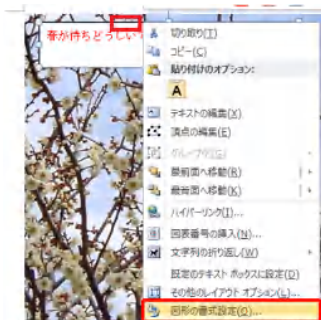 春が待ちどうしい
切り取り(T)
コピー(C)
貼り付けのオプション:
A
テキストの編集(X)
頂点の編集(E)
グループ化(G)
最前面へ移動(R)
最背面へ移動(K)
ハイパーリンク(I)...
図表番号の挿入(N)...
文字列の折り返し(W)
既定のテキスト ボックスに設定(D)
その他のレイアウト オプション(L)...
図形の書式設定(O)...